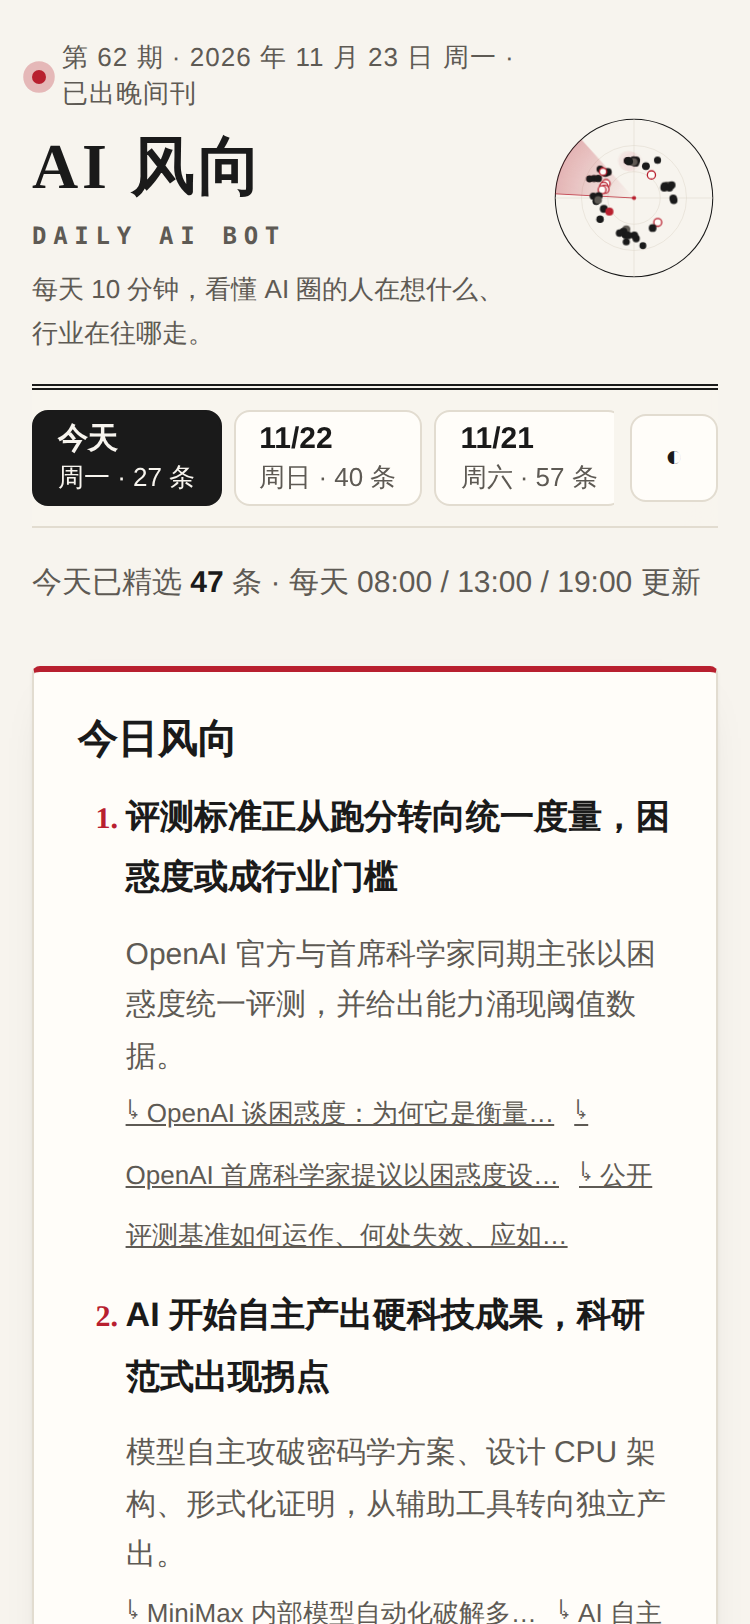 第 62 期 · 2026 年 11 月 23 日 周一 ·
已出晚间刊
AI 风向
DAILY AI BOT
每天 10 分钟，看懂 AI 圈的人在想什么、
行业在往哪走。
今天
周一 · 27 条
11/22
周日 · 40 条
11/21
周六 · 57 条
今天已精选 47 条 · 每天 08:00 / 13:00 / 19:00 更新
今日风向
1. 评测标准正从跑分转向统一度量，困
惑度或成行业门槛
OpenAI 官方与首席科学家同期主张以困
惑度统一评测，并给出能力涌现阈值数
据。
↳ OpenAI 谈困惑度：为何它是衡量… ↳
OpenAI 首席科学家提议以困惑度设… ↳ 公开
评测基准如何运作、何处失效、应如…
2. AI 开始自主产出硬科技成果，科研
范式出现拐点
模型自主攻破密码学方案、设计 CPU 架
构、形式化证明，从辅助工具转向独立产
出。
↳ MiniMax 内部模型自动化破解多… ↳ AI 自主